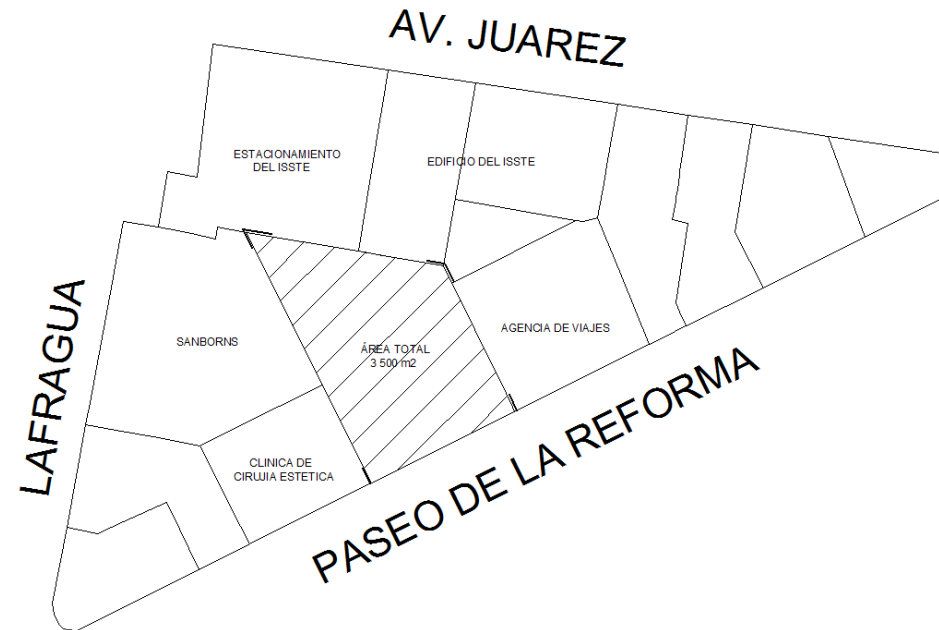 AV. JUAREZ
ESTACIONAMIENTO
DEL ISSTE
EDIFICIO DEL ISSTE
LAFRAGUA
SANBORNS
ÁREA TOTAL
3 500 m2
AGENCIA DE VIAJES
CLINICA DE
CIRUJIA ESTETICA
PASEO DE LA REFORMA